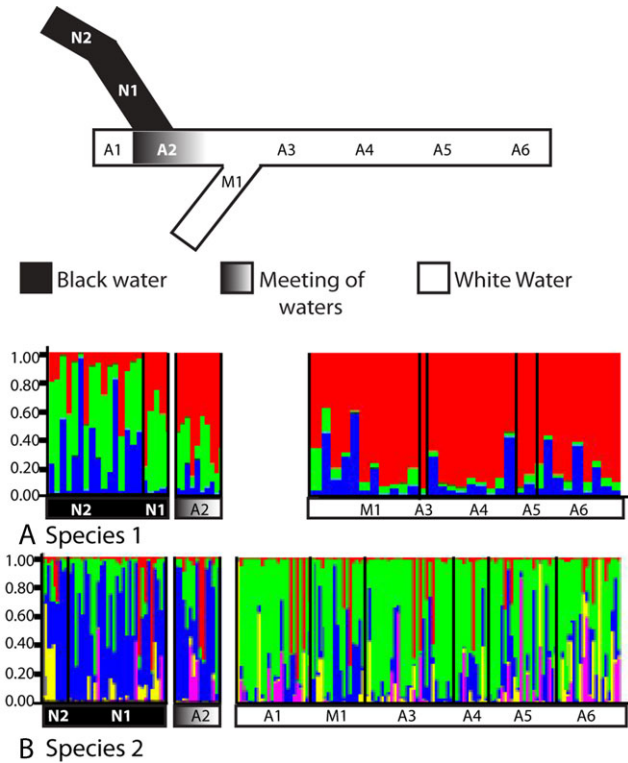 N2
N1
A1 A2 A3 A4 A5 A6
M1
Black water Meeting of waters White Water
1.00
0.80
0.60
0.40
0.20
0.00
N2 N1 A2 M1 A3 A4 A5 A6
A Species 1
1.00
0.80
0.60
0.40
0.20
0.00
N2 N1 A2 A1 M1 A3 A4 A5 A6
B Species 2